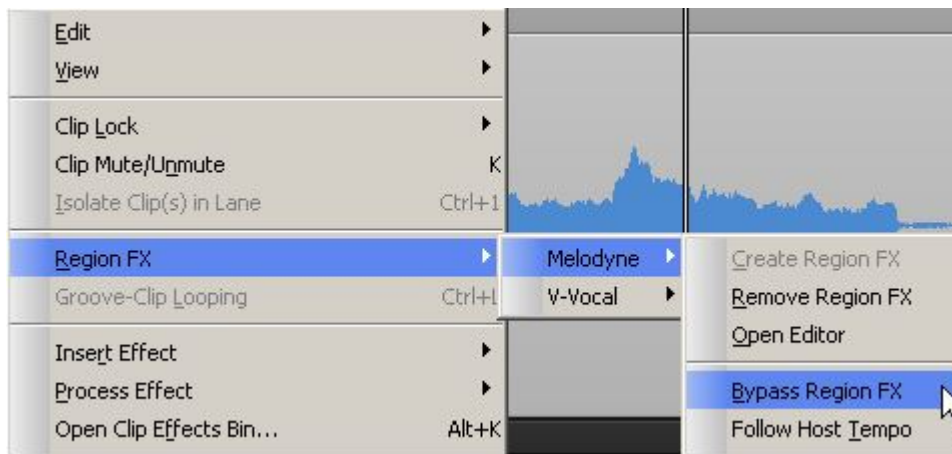 Edit
View
Clip Lock
Clip Mute/Unmute K
Isolate Clip(s) in Lane Ctrl+1
Region FX
Groove-Clip Looping Ctrl+L
Insert Effect
Process Effect
Open Clip Effects Bin... Alt+K
Melodyne
V-Vocal
Create Region FX
Remove Region FX
Open Editor
Bypass Region FX
Follow Host Tempo